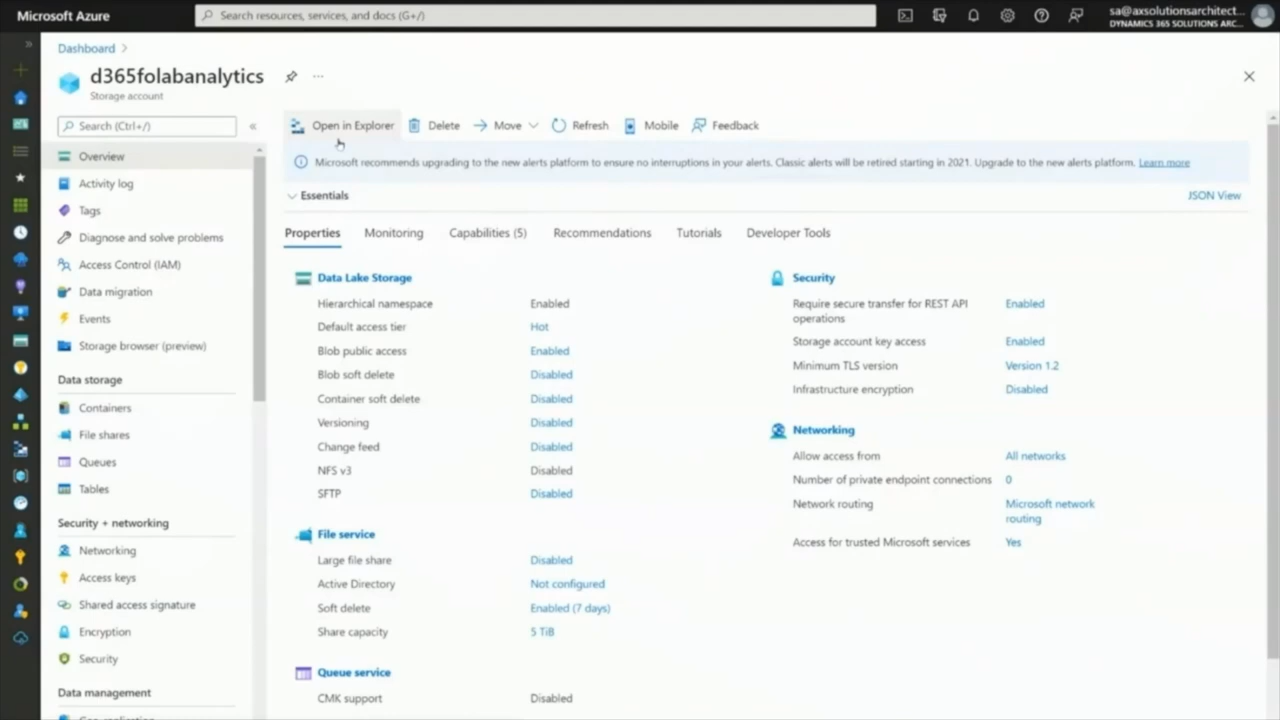 Microsoft Azure
Search resources, services, and docs (G+/)
sa@axsolutionsarchitect...
DYNAMICS 365 SOLUTIONS ARC...
Dashboard
d365folabanalytics
Storage account
Search (Ctrl+/)
Overview
Activity log
Tags
Diagnose and solve problems
Access Control (IAM)
Data migration
Events
Storage browser (preview)
Data storage
Containers
File shares
Queues
Tables
Security + networking
Networking
Access keys
Shared access signature
Encryption
Security
Data management
Open in Explorer
Delete
Move
Refresh
Mobile
Feedback
Microsoft recommends upgrading to the new alerts platform to ensure no interruptions in your alerts. Classic alerts will be retired starting in 2021. Upgrade to the new alerts platform. Learn more
Essentials
JSON View
Properties
Monitoring
Capabilities (5)
Recommendations
Tutorials
Developer Tools
Data Lake Storage
Hierarchical namespace Enabled
Default access tier Hot
Blob public access Enabled
Blob soft delete Disabled
Container soft delete Disabled
Versioning Disabled
Change feed Disabled
NFS v3 Disabled
SFTP Disabled
File service
Large file share Disabled
Active Directory Not configured
Soft delete Enabled (7 days)
Share capacity 5 TiB
Queue service
CMK support Disabled
Security
Require secure transfer for REST API Enabled
operations
Storage account key access Enabled
Minimum TLS version Version 1.2
Infrastructure encryption Disabled
Networking
Allow access from All networks
Number of private endpoint connections 0
Network routing Microsoft network
routing
Access for trusted Microsoft services Yes